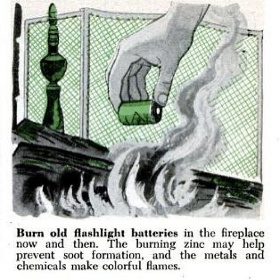 Burn old flashlight batteries in the fireplace
now and then. The burning zinc may help
prevent soot formation, and the metals and
chemicals make colorful flames.